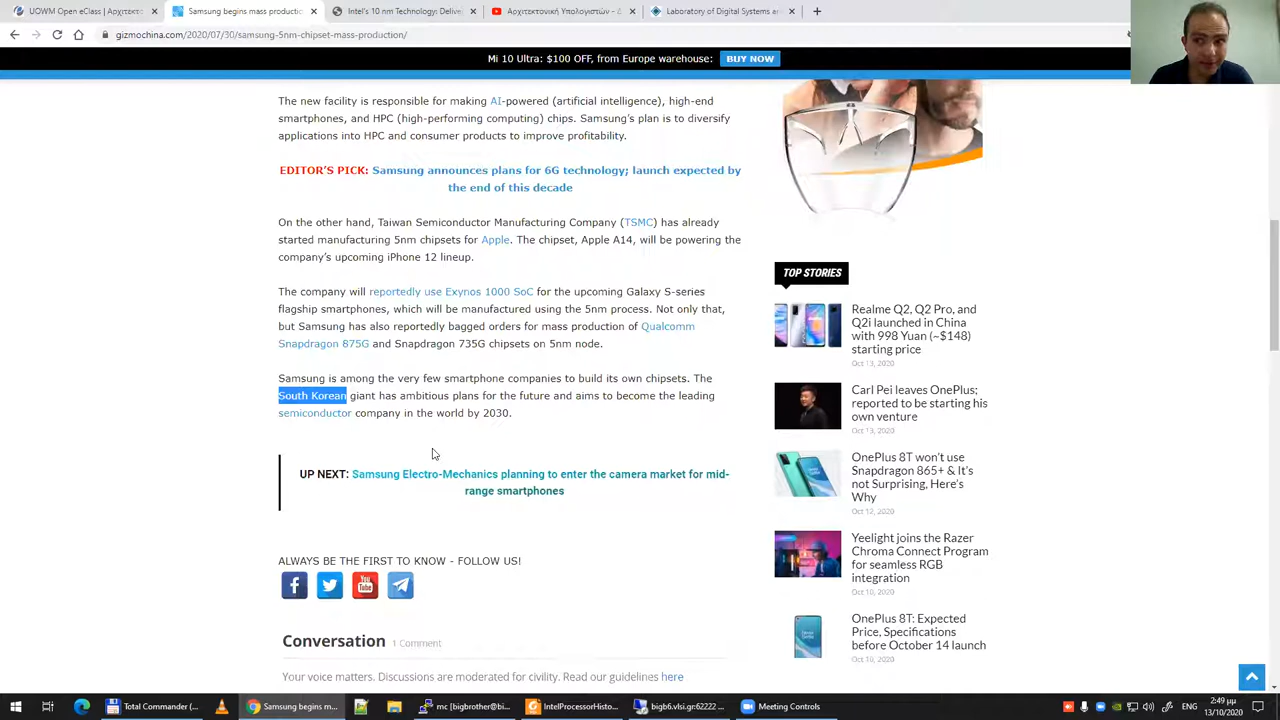 UOWM Open eClass | Αρχιτεκτ
Samsung begins mass productio
Intel's 10 nm Technology: Delive
Αρχιτεκτονική Υπολογιστών - Δ
Laboratory of Digital Systems a
gizmochina.com/2020/07/30/samsung-5nm-chipset-mass-production/
Mi 10 Ultra: $100 OFF, from Europe warehouse: BUY NOW
The new facility is responsible for making AI-powered (artificial intelligence), high-end
smartphones, and HPC (high-performing computing) chips. Samsung's plan is to diversify
applications into HPC and consumer products to improve profitability.
EDITOR'S PICK: Samsung announces plans for 6G technology; launch expected by
the end of this decade
On the other hand, Taiwan Semiconductor Manufacturing Company (TSMC) has already
started manufacturing 5nm chipsets for Apple. The chipset, Apple A14, will be powering the
company's upcoming iPhone 12 lineup.
The company will reportedly use Exynos 1000 SoC for the upcoming Galaxy S-series
flagship smartphones, which will be manufactured using the 5nm process. Not only that,
but Samsung has also reportedly bagged orders for mass production of Qualcomm
Snapdragon 875G and Snapdragon 735G chipsets on 5nm node.
Samsung is among the very few smartphone companies to build its own chipsets. The
South Korean giant has ambitious plans for the future and aims to become the leading
semiconductor company in the world by 2030.
UP NEXT: Samsung Electro-Mechanics planning to enter the camera market for mid-
range smartphones
ALWAYS BE THE FIRST TO KNOW - FOLLOW US!
You
Tube
Conversation 1 Comment
Your voice matters. Discussions are moderated for civility. Read our guidelines here
TOP STORIES
Realme Q2, Q2 Pro, and
Q2i launched in China
with 998 Yuan (~$148)
starting price
Oct 13, 2020
Carl Pei leaves OnePlus;
reported to be starting his
own venture
Oct 13, 2020
OnePlus 8T won't use
Snapdragon 865+ & It's
not Surprising, Here's
Why
Oct 12, 2020
Yeelight joins the Razer
Chroma Connect Program
for seamless RGB
integration
Oct 10, 2020
OnePlus 8T: Expected
Price, Specifications
before October 14 launch
Oct 10, 2020
Total Commander (...
Samsung begins m...
mc [bigbrother@bi...
IntelProcessorHisto...
bigb6.vlsi.gr:62222 ...
Meeting Controls
ENG
2:49 μμ
13/10/2020